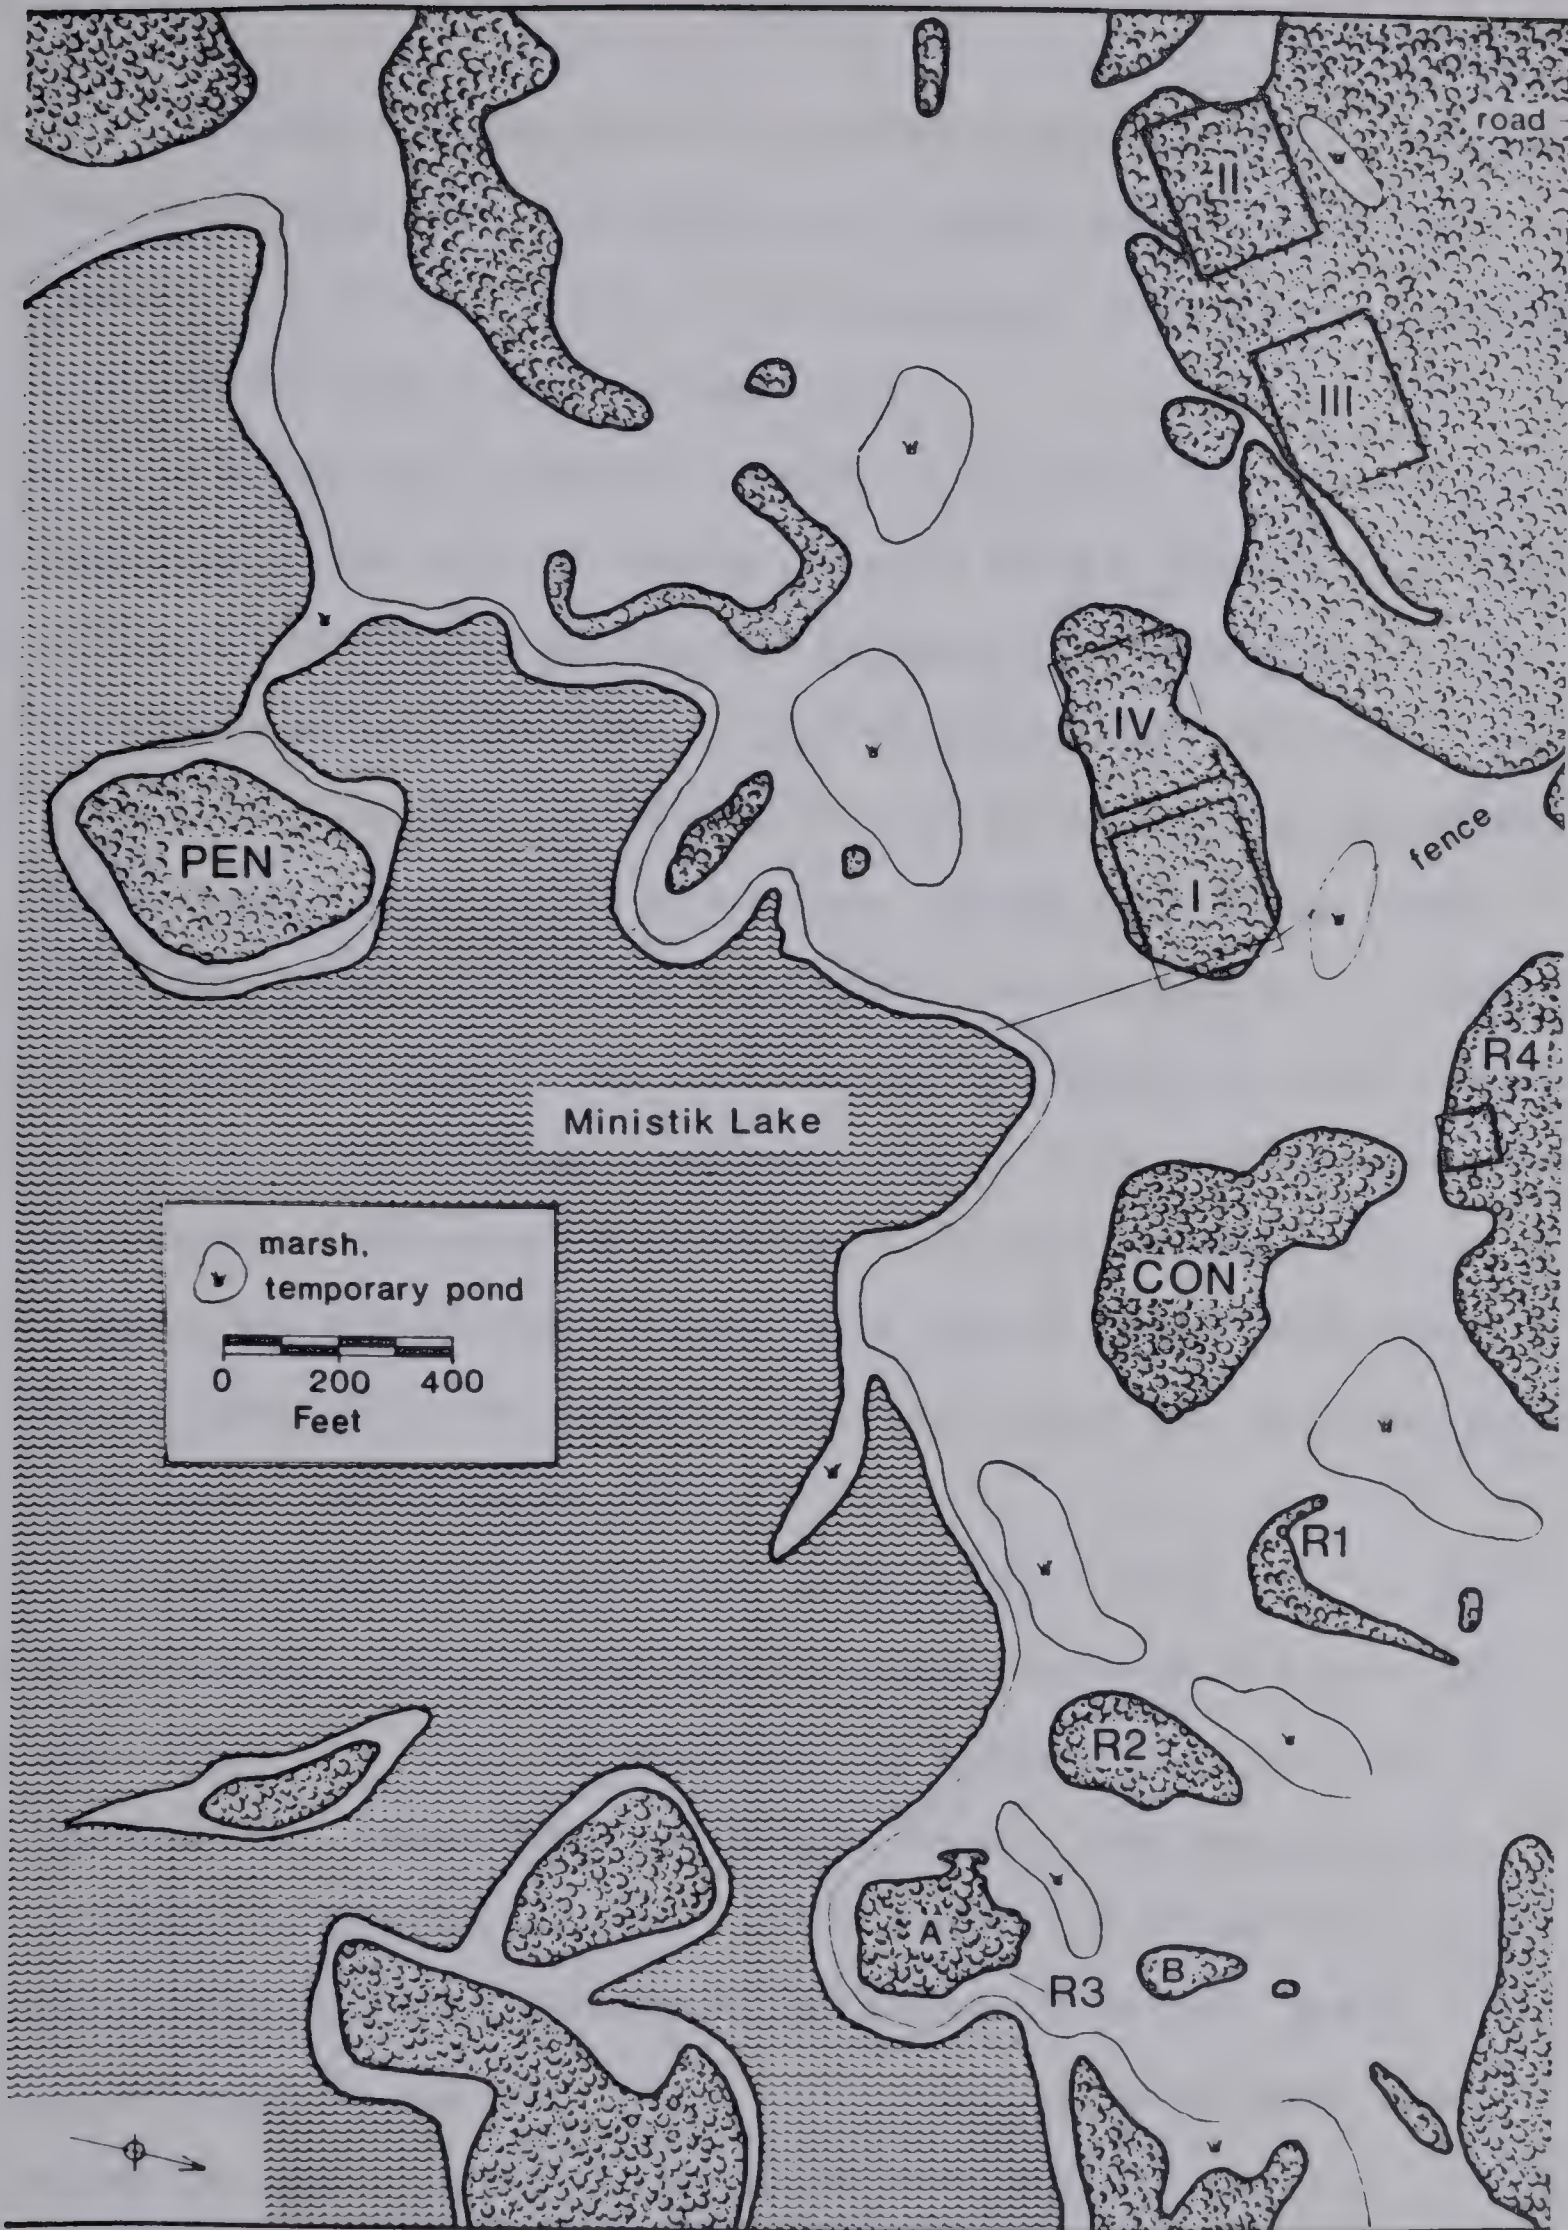 road
II
III
IV
PEN
I
fence
R4
Ministik Lake
marsh.
temporary pond
0 200 400
Feet
CON
R1
R2
A
B
R3